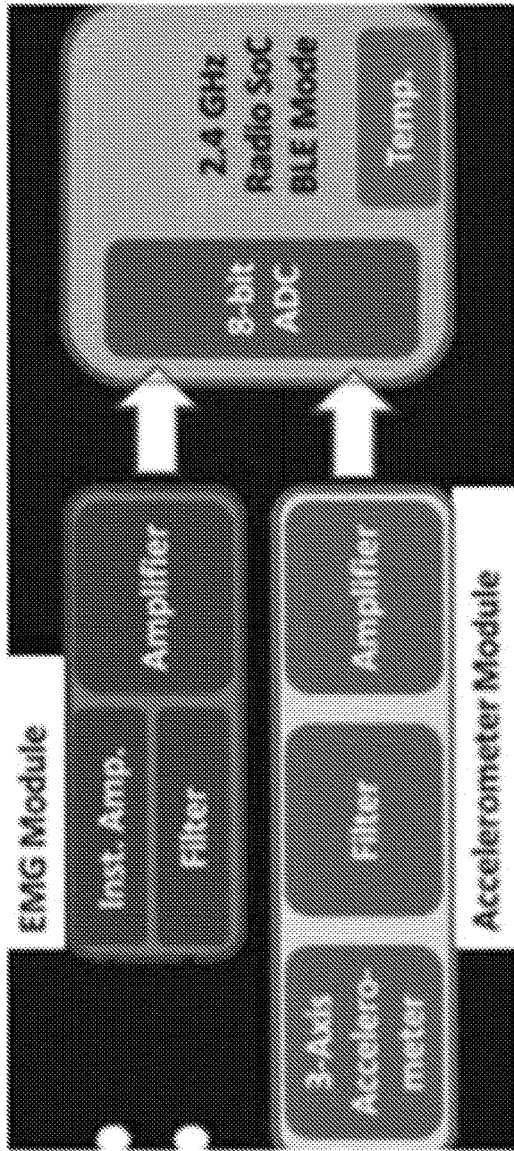 EMG Module
Inst. Amp.
Filter
Amplifier
3-Axis
Accelero-
meter
Filter
Amplifier
Accelerometer Module
8-bit
ADC
2.4 GHz
Radio SoC
BLE Mode
Temp.